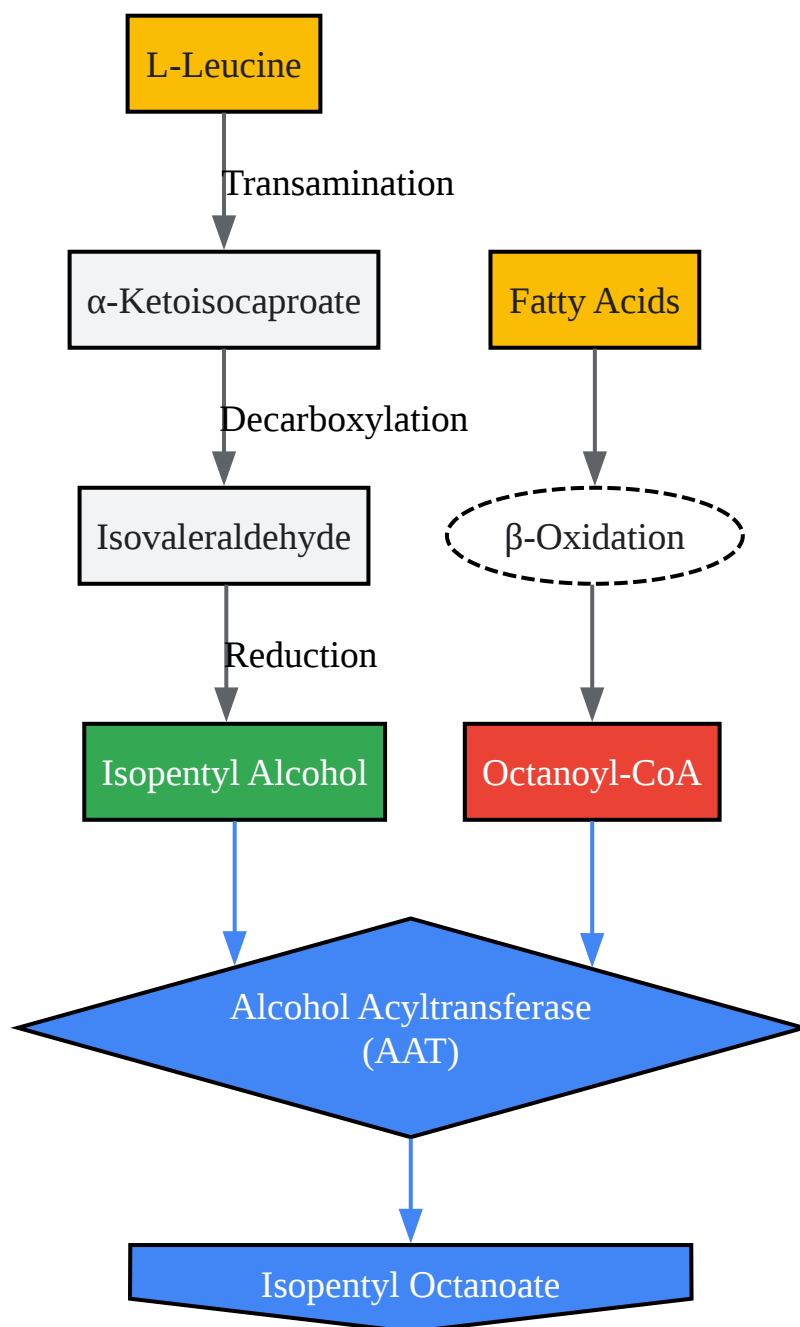 L-Leucine
Transamination
α-Ketoisocaproate
Fatty Acids
Decarboxylation
Isovaleraldehyde
β-Oxidation
Reduction
Isopentyl Alcohol
Octanoyl-CoA
Alcohol Acyltransferase
(AAT)
Isopentyl Octanoate